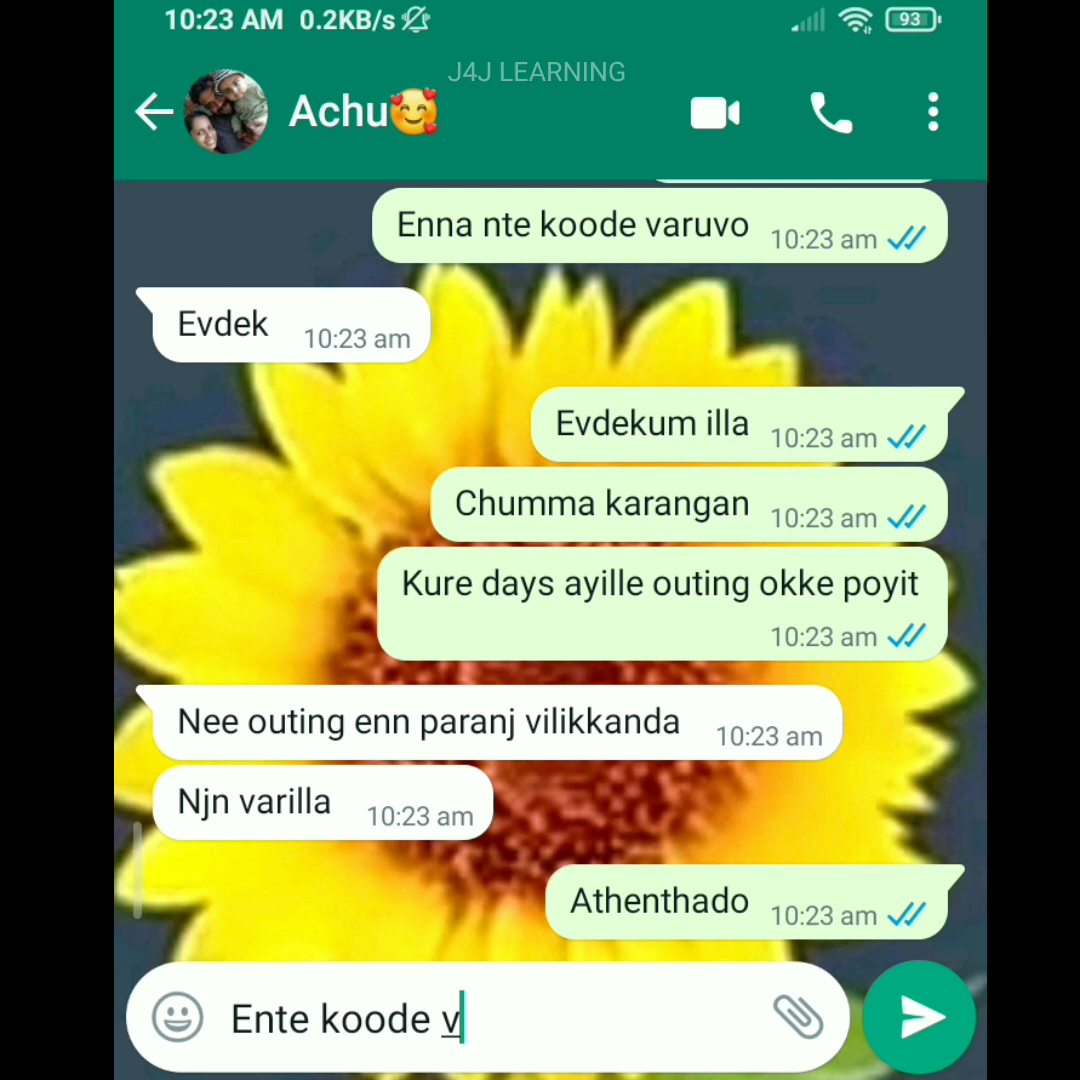 10:23 AM 0.2KB/s 93
J4J LEARNING
Achu🥰
Enna nte koode varuvo 10:23 am
Evdek 10:23 am
Evdekum illa 10:23 am
Chumma karangan 10:23 am
Kure days ayille outing okke poyit
10:23 am
Nee outing enn paranj vilikkanda 10:23 am
Njn varilla 10:23 am
Athenthado 10:23 am
Ente koode v